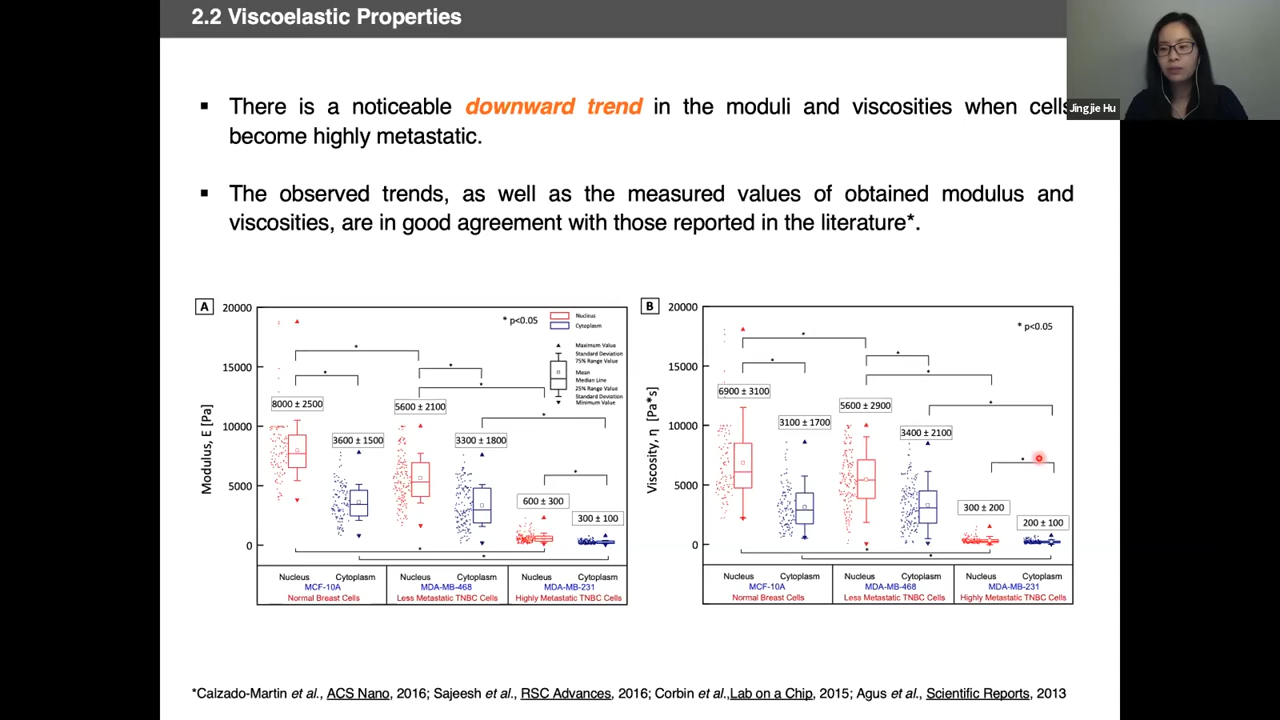 2.2 Viscoelastic Properties
Jingjie Hu
▪ There is a noticeable downward trend in the moduli and viscosities when cells
become highly metastatic.
▪ The observed trends, as well as the measured values of obtained modulus and
viscosities, are in good agreement with those reported in the literature*.
A
20000
15000
10000
5000
0
Modulus, E [Pa]
* p<0.05
Nucleus
Cytoplasm
Maximum Value
Standard Deviation
75% Range Value
Mean
Median Line
25% Range Value
Standard Deviation
Minimum Value
*
*
*
*
*
*
*
*
*
8000 ± 2500
3600 ± 1500
5600 ± 2100
3300 ± 1800
600 ± 300
300 ± 100
Nucleus Cytoplasm Nucleus Cytoplasm Nucleus Cytoplasm
MCF-10A MDA-MB-468 MDA-MB-231
Normal Breast Cells Less Metastatic TNBC Cells Highly Metastatic TNBC Cells
B
20000
15000
10000
5000
0
Viscosity, η [Pa*s]
* p<0.05
*
*
*
*
*
*
*
*
6900 ± 3100
3100 ± 1700
5600 ± 2900
3400 ± 2100
300 ± 200
200 ± 100
Nucleus Cytoplasm Nucleus Cytoplasm Nucleus Cytoplasm
MCF-10A MDA-MB-468 MDA-MB-231
Normal Breast Cells Less Metastatic TNBC Cells Highly Metastatic TNBC Cells
*Calzado-Martin et al., ACS Nano, 2016; Sajeesh et al., RSC Advances, 2016; Corbin et al.,Lab on a Chip, 2015; Agus et al., Scientific Reports, 2013